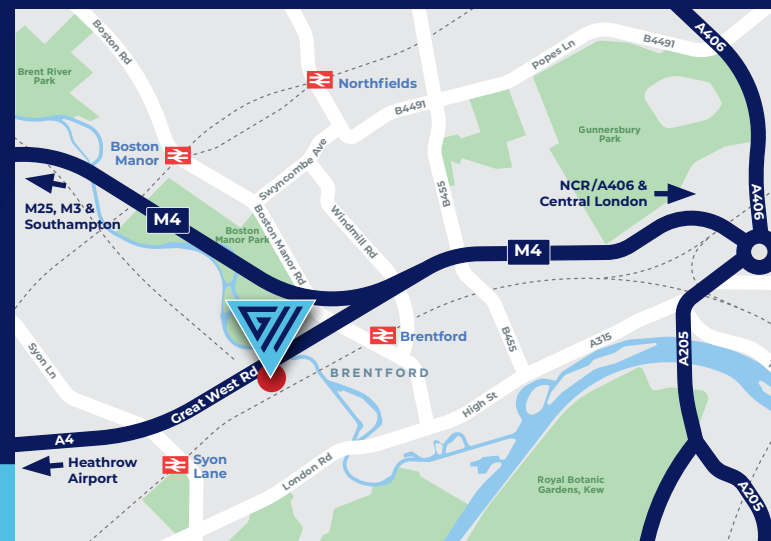 Boston Rd
A406
B4491
Popes Ln
Brent River
Park
Northfields
B4491
Gunnersbury
Park
Boston
Manor
Swyncombe Ave
B455
NCR/A406 &
Central London
A406
M25, M3 &
Southampton
M4
Boston
Manor Park
Boston Manor Rd
Windmill Rd
M4
Brentford
B455
A315
A205
Syon Ln
BRENTFORD
Great West Rd
High St
A4
Heathrow
Airport
Syon
Lane
London Rd
Royal Botanic
Gardens, Kew
A205